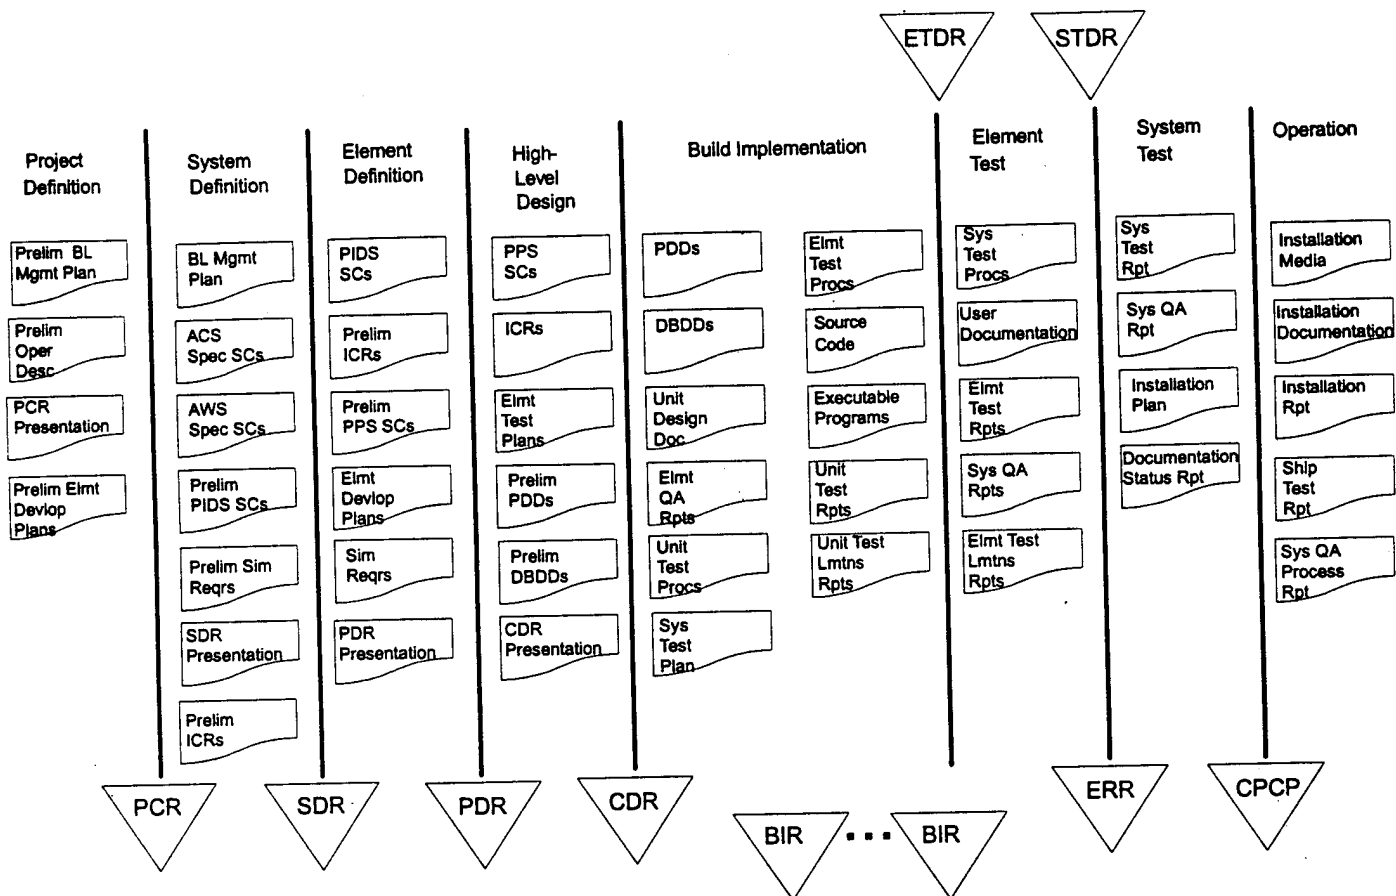 ETDR
STDR
Project
Definition
Prelim BL
Mgmt Plan
Prelim
Oper
Desc
PCR
Presentation
Prelim Elmt
Devlop
Plans
System
Definition
BL Mgmt
Plan
ACS
Spec SCs
AWS
Spec SCs
Prelim
PIDS SCs
Prelim Sim
Reqrs
SDR
Presentation
Prelim
ICRs
Element
Definition
PIDS
SCs
Prelim
ICRs
Prelim
PPS SCs
Elmt
Devlop
Plans
Sim
Reqrs
PDR
Presentation
High-
Level
Design
PPS
SCs
ICRs
Elmt
Test
Plans
Prelim
PDDs
Prelim
DBDDs
CDR
Presentation
Build Implementation
PDDs
DBDDs
Unit
Design
Doc
Elmt
QA
Rpts
Unit
Test
Procs
Sys
Test
Plan
Elmt
Test
Procs
Source
Code
Executable
Programs
Unit
Test
Rpts
Unit Test
Lmtns
Rpts
Element
Test
Sys
Test
Procs
User
Documentation
Elmt
Test
Rpts
Sys QA
Rpts
Elmt Test
Lmtns
Rpts
System
Test
Sys
Test
Rpt
Sys QA
Rpt
Installation
Plan
Documentation
Status Rpt
Operation
Installation
Media
Installation
Documentation
Installation
Rpt
Ship
Test
Rpt
Sys QA
Process
Rpt
PCR
SDR
PDR
CDR
BIR ... BIR
ERR
CPCP